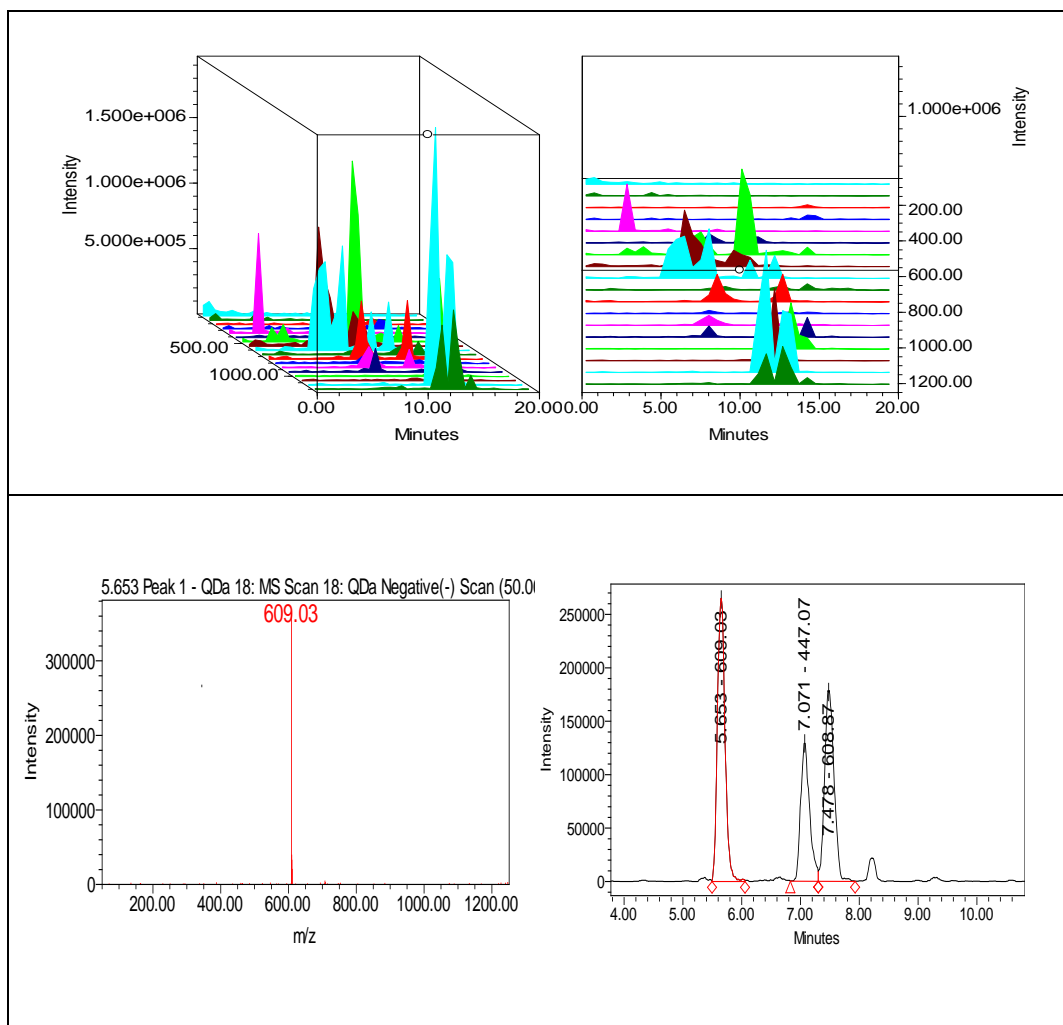 1.500e+006
1.000e+006
5.000e+005
Intensity
500.00
1000.00
0.00 10.00 20.00
Minutes
1.000e+006
Intensity
200.00
400.00
600.00
800.00
1000.00
1200.00
0.00 5.00 10.00 15.00 20.00
Minutes
5.653 Peak 1 - QDa 18: MS Scan 18: QDa Negative(-) Scan (50.0
609.03
300000
200000
100000
0
Intensity
200.00 400.00 600.00 800.00 1000.00 1200.00
m/z
250000
200000
150000
100000
50000
0
Intensity
5.653 - 609.03
7.071 - 447.07
7.478 - 608.87
4.00 5.00 6.00 7.00 8.00 9.00 10.00
Minutes